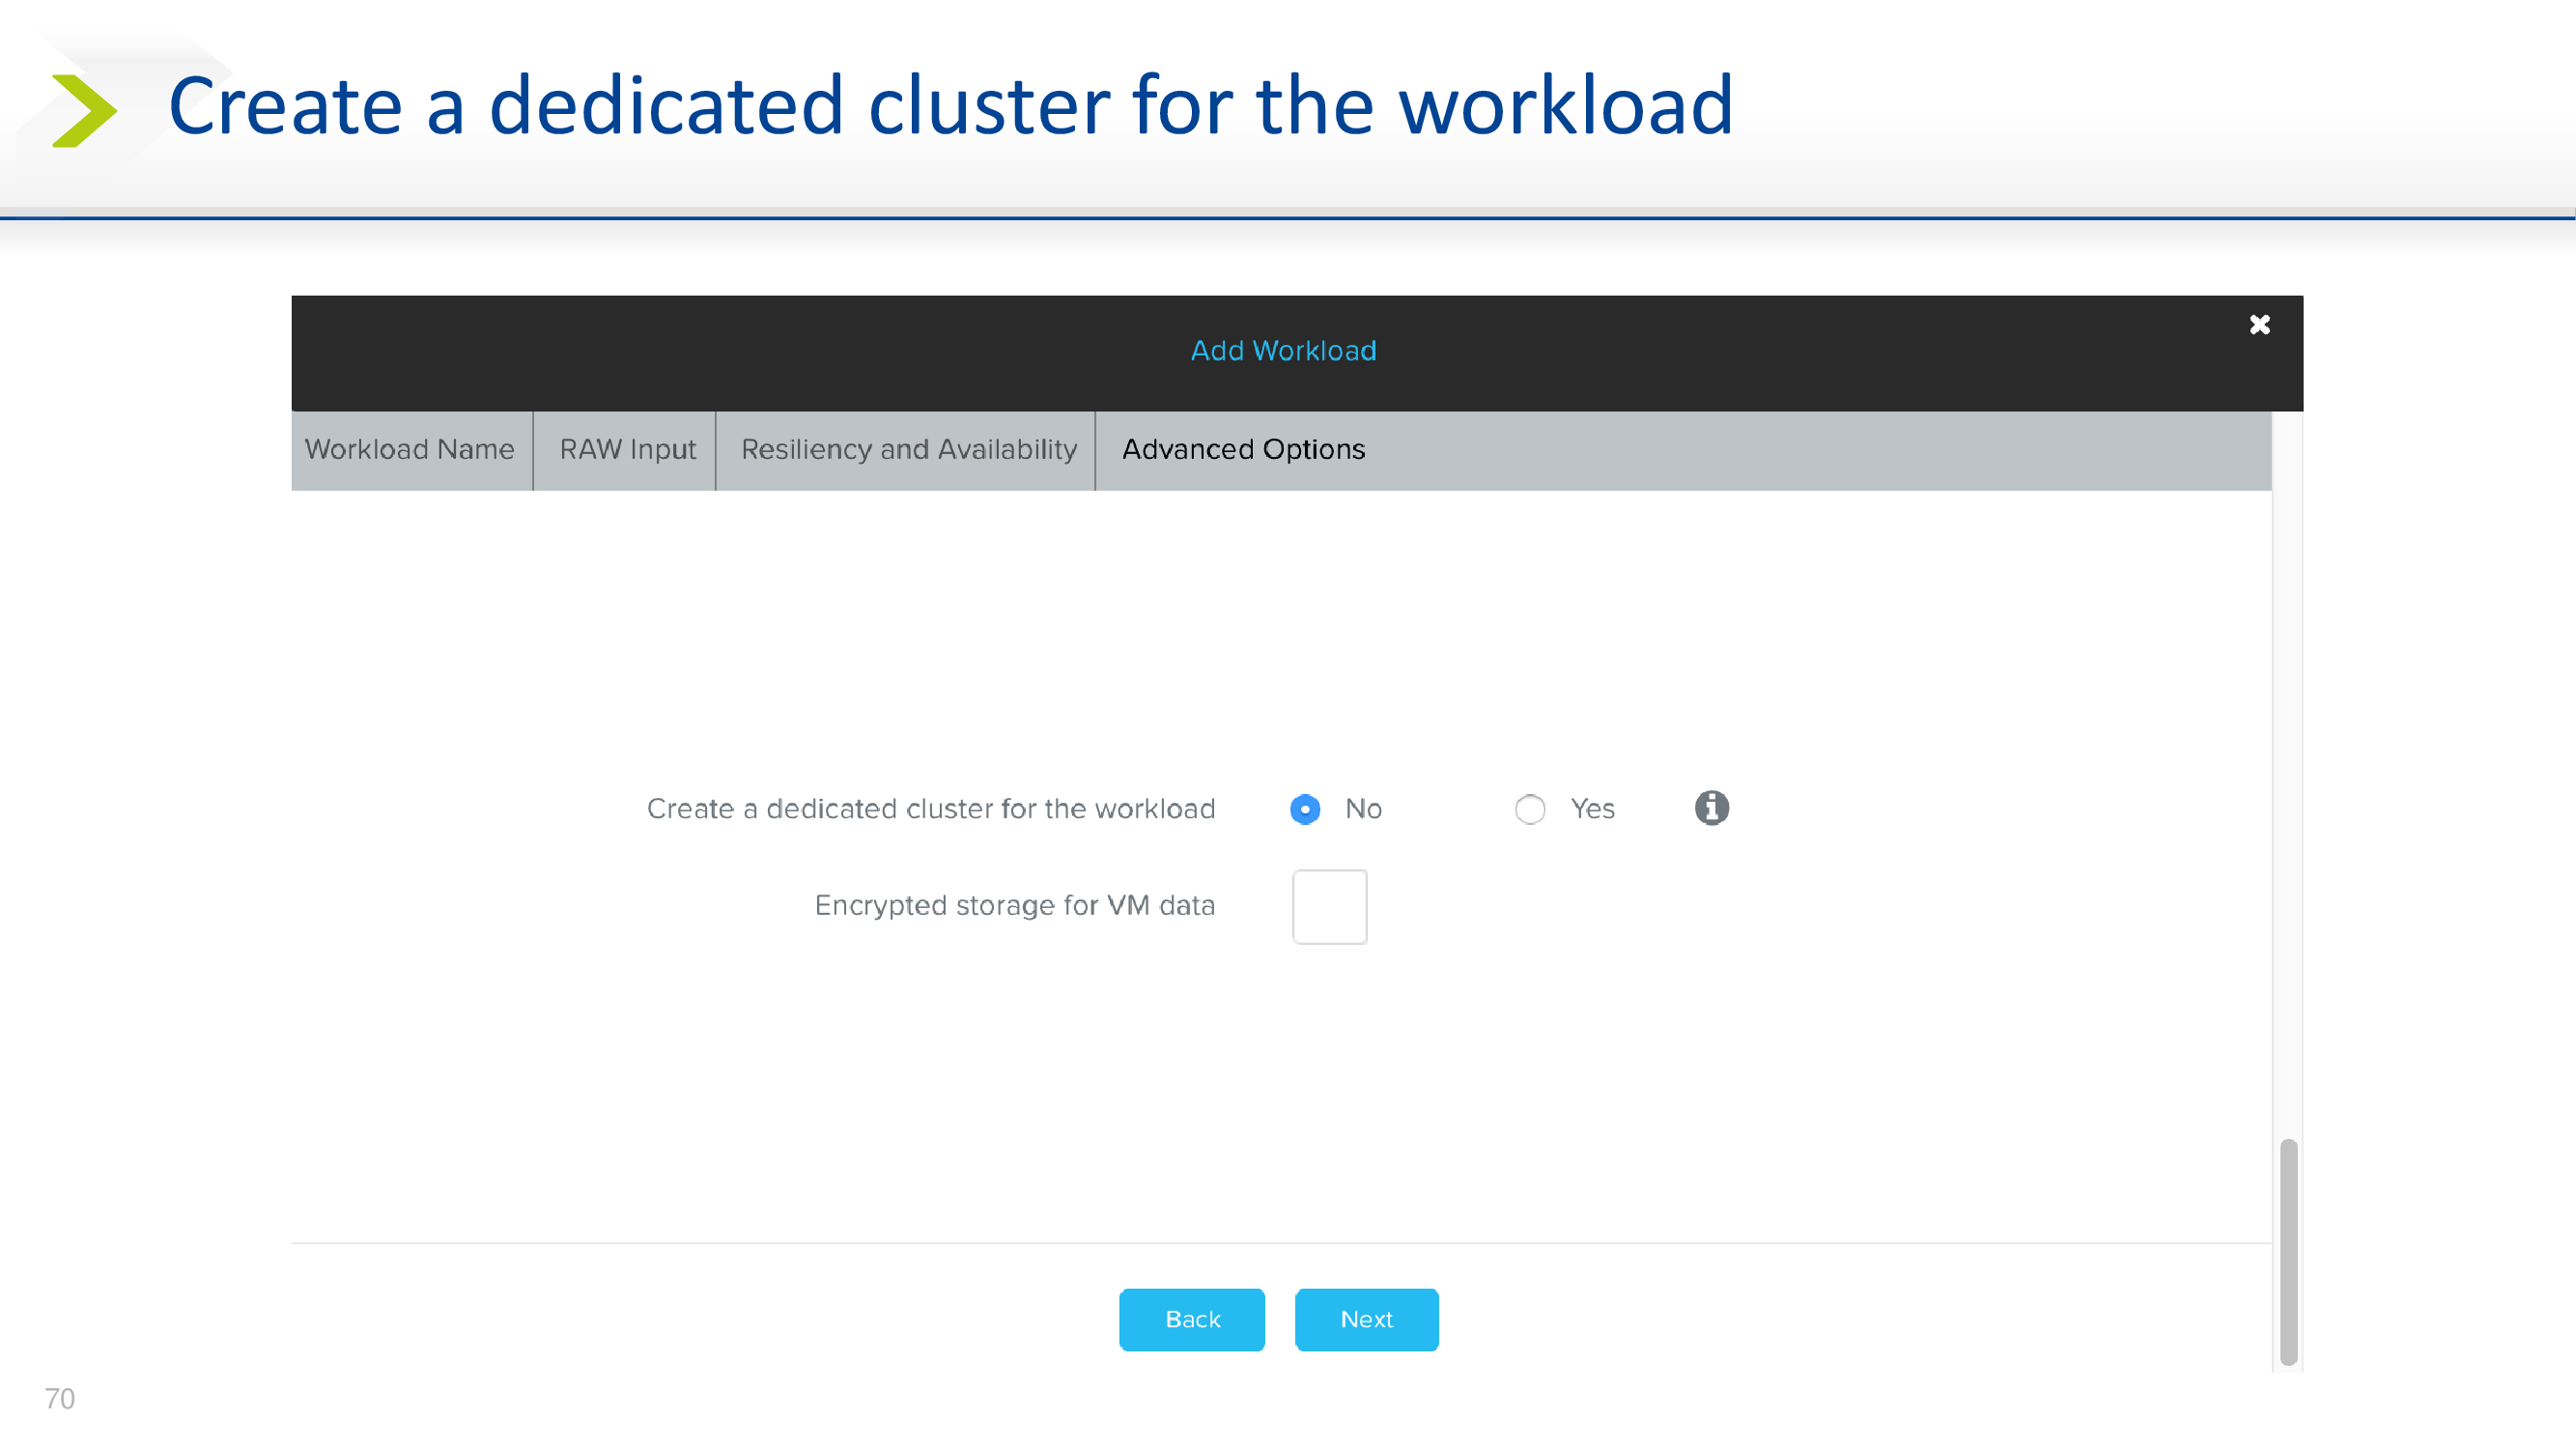 Create a dedicated cluster for the workload
Add Workload
Workload Name RAW Input Resiliency and Availability Advanced Options
Create a dedicated cluster for the workload No Yes
Encrypted storage for VM data
Back Next
70